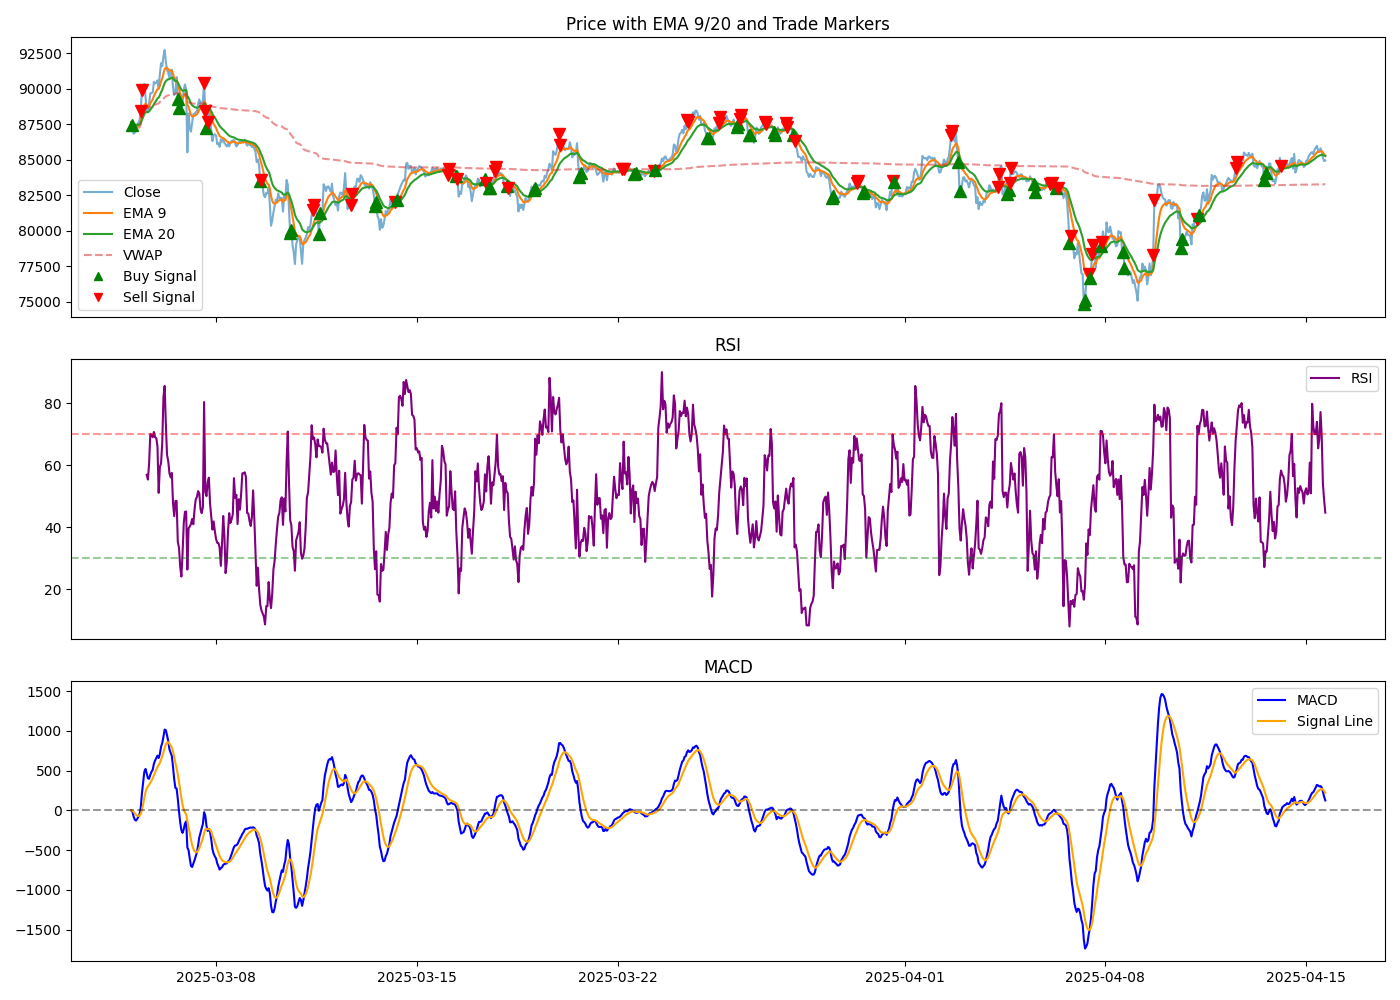 Price with EMA 9/20 and Trade Markers
92500
90000
87500
85000
82500
80000
77500
75000
Close
EMA 9
EMA 20
VWAP
Buy Signal
Sell Signal
RSI
80
60
40
20
RSI
MACD
1500
1000
500
0
−500
−1000
−1500
MACD
Signal Line
2025-03-08
2025-03-15
2025-03-22
2025-04-01
2025-04-08
2025-04-15